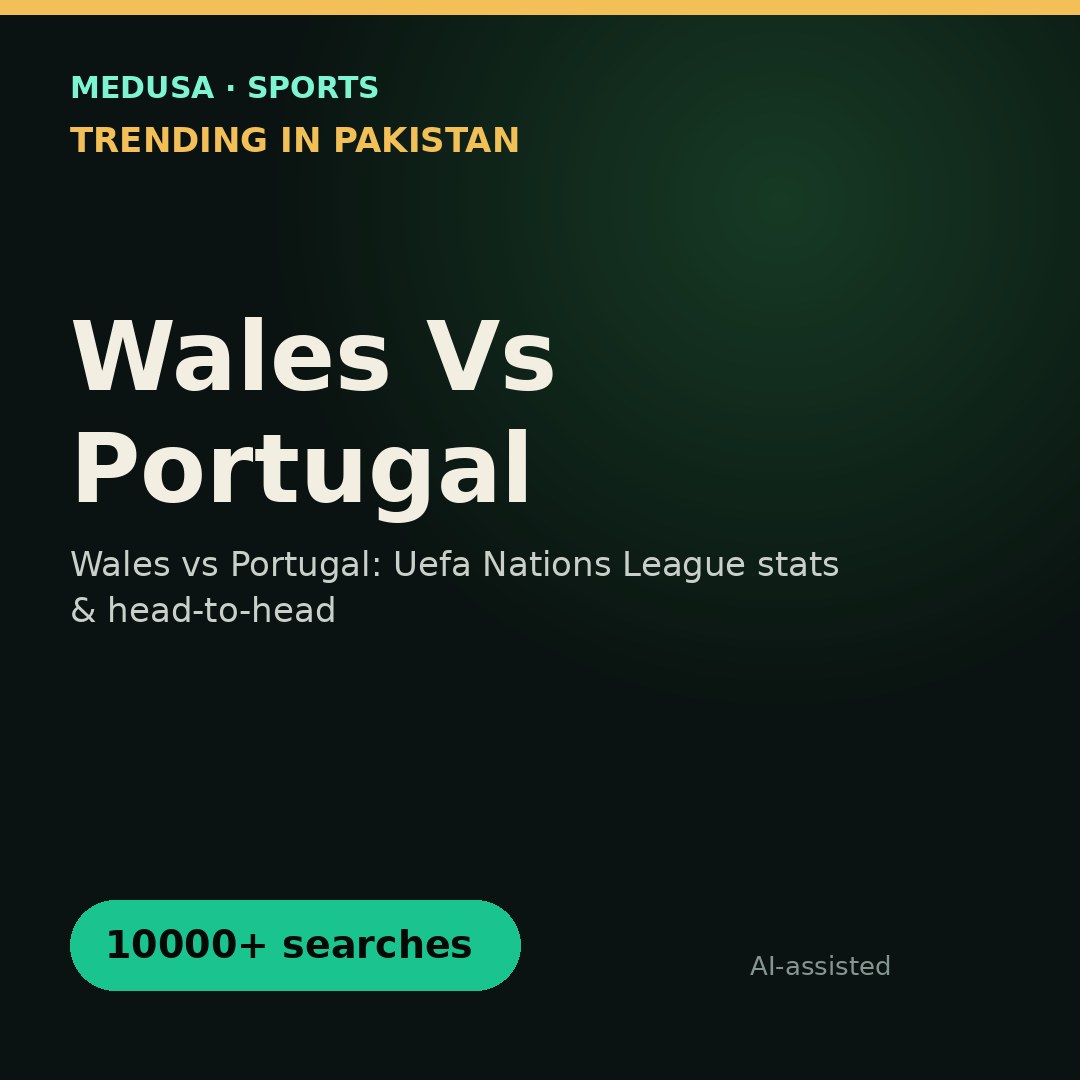 MEDUSA · SPORTS
TRENDING IN PAKISTAN
Wales Vs
Portugal
Wales vs Portugal: Uefa Nations League stats
& head-to-head
10000+ searches
AI-assisted